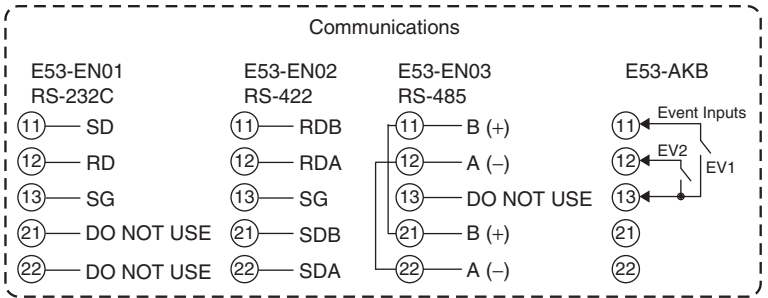 Communications
E53-EN01 E53-EN02 E53-EN03 E53-AKB
RS-232C RS-422 RS-485
11 SD 11 RDB 11 B (+) 11 Event Inputs
12 RD 12 RDA 12 A (−) 12 EV2 EV1
13 SG 13 SG 13 DO NOT USE 13
21 DO NOT USE 21 SDB 21 B (+) 21
22 DO NOT USE 22 SDA 22 A (−) 22